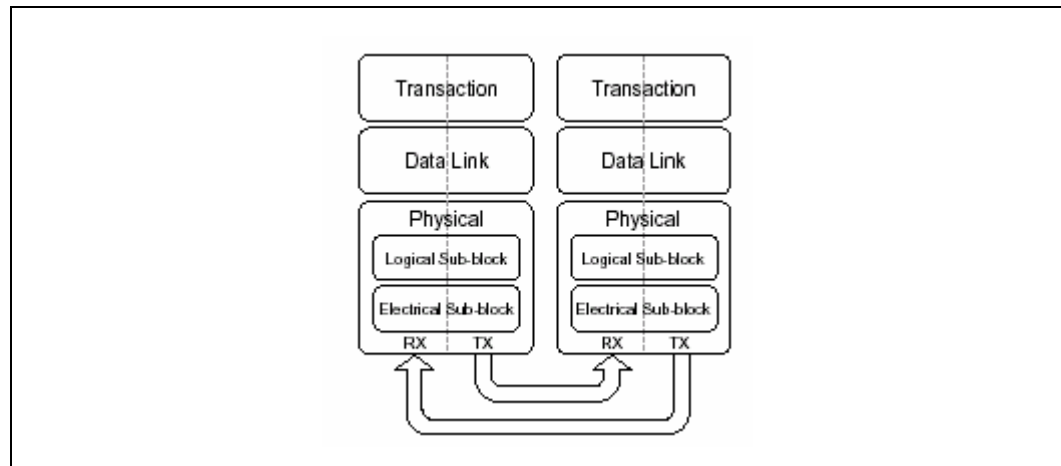 Transaction
Transaction
Data Link
Data Link
Physical
Physical
Logical Sub-block
Logical Sub-block
Electrical Sub-block
Electrical Sub-block
RX TX
RX TX